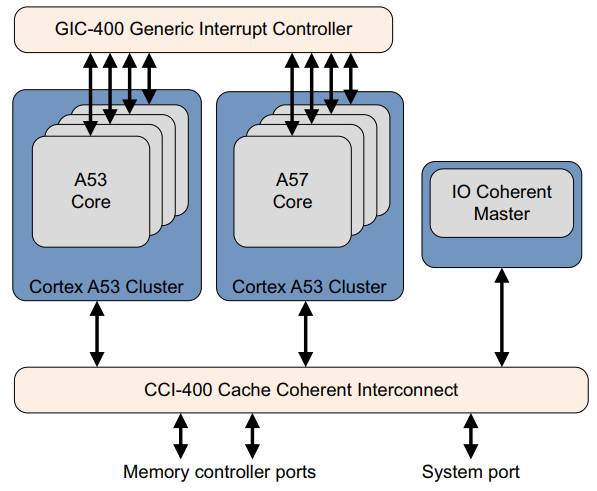 GIC-400 Generic Interrupt Controller
A53
Core
A57
Core
IO Coherent
Master
Cortex A53 Cluster
Cortex A53 Cluster
CCI-400 Cache Coherent Interconnect
Memory controller ports
System port